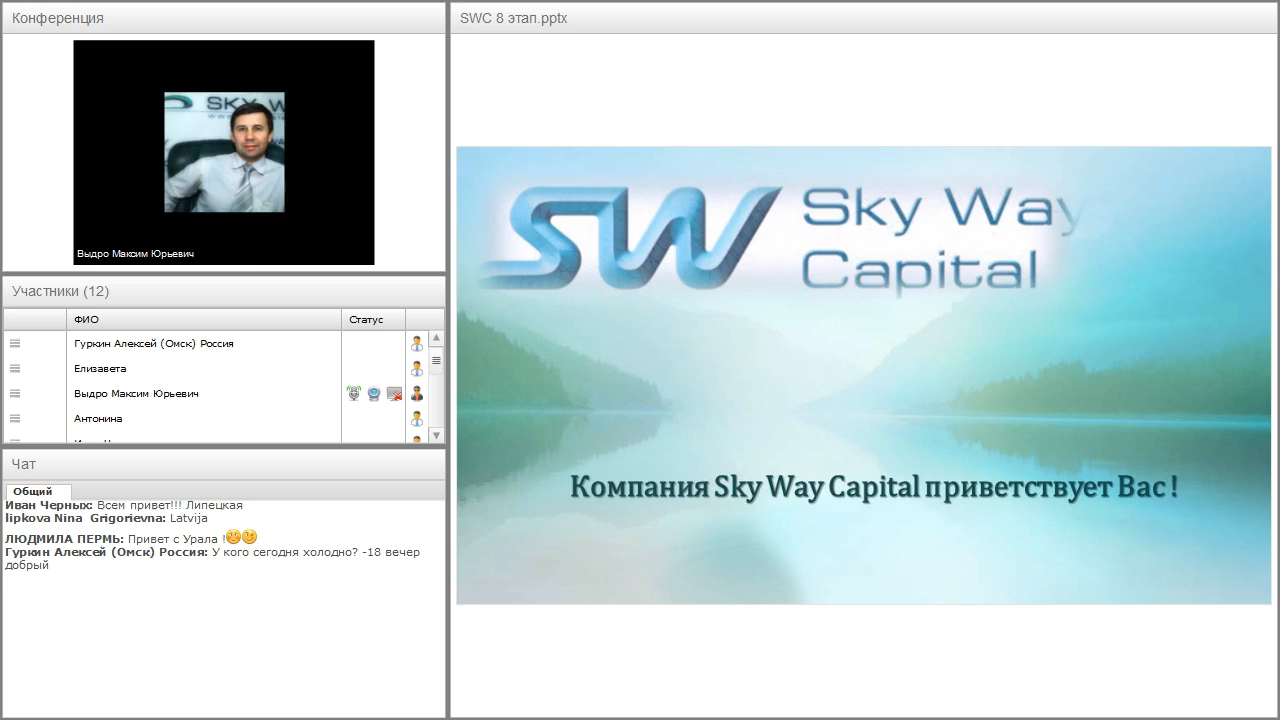 Конференция
SKY W
Выдро Максим Юрьевич
Участники (12)
ФИО
Статус
Гуркин Алексей (Омск) Россия
Елизавета
Выдро Максим Юрьевич
Антонина
Чат
Общий
Иван Черных: Всем привет!!! Липецкая
lipkova Nina Grigorievna: Latvija
ЛЮДМИЛА ПЕРМЬ: Привет с Урала !
Гуркин Алексей (Омск) Россия: У кого сегодня холодно? -18 вечер
добрый
SWC 8 этап.pptx
SW
Sky Way
Capital
Компания Sky Way Capital приветствует Вас !